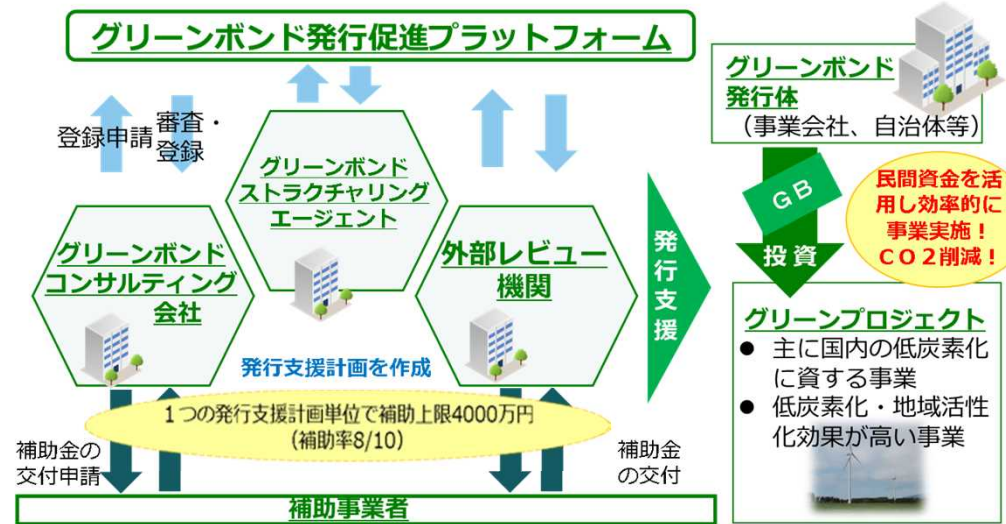 グリーンボンド発行促進プラットフォーム
登録申請
審査・
登録
グリーンボンド
ストラクチャリング
エージェント
グリーンボンド
コンサルティング
会社
外部レビュー
機関
発行支援計画を作成
１つの発行支援計画単位で補助上限4000万円
（補助率8/10）
補助金の
交付申請
補助金
の交付
補助事業者
発行支援
グリーンボンド
発行体
（事業会社、自治体等）
ＧＢ
投資
民間資金を活
用し効率的に
事業実施！
ＣＯ２削減！
グリーンプロジェクト
● 主に国内の低炭素化
に資する事業
● 低炭素化・地域活性
化効果が高い事業